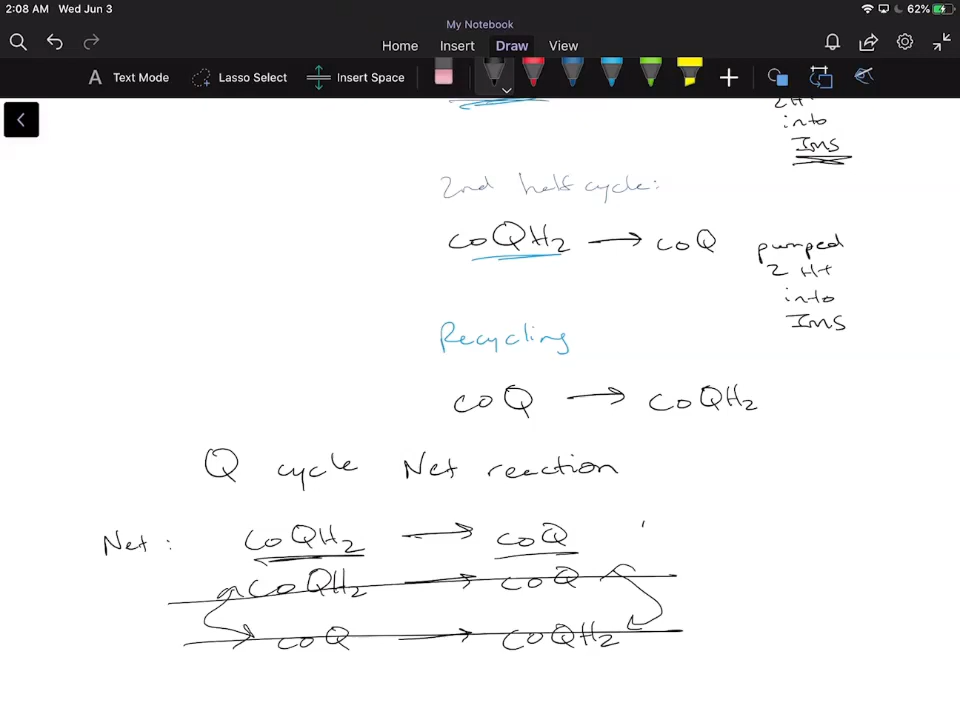 2:08 AM Wed Jun 3
62%
My Notebook
Home Insert Draw View
Text Mode
Lasso Select
Insert Space
2 H+
into
IMS
2nd half cycle:
coQH2 → coQ
pumped
2 H+
into
IMS
Recycling
coQ → coQH2
Q cycle Net reaction
Net: coQH2 → coQ
coQH2 → coQ
coQ → coQH2